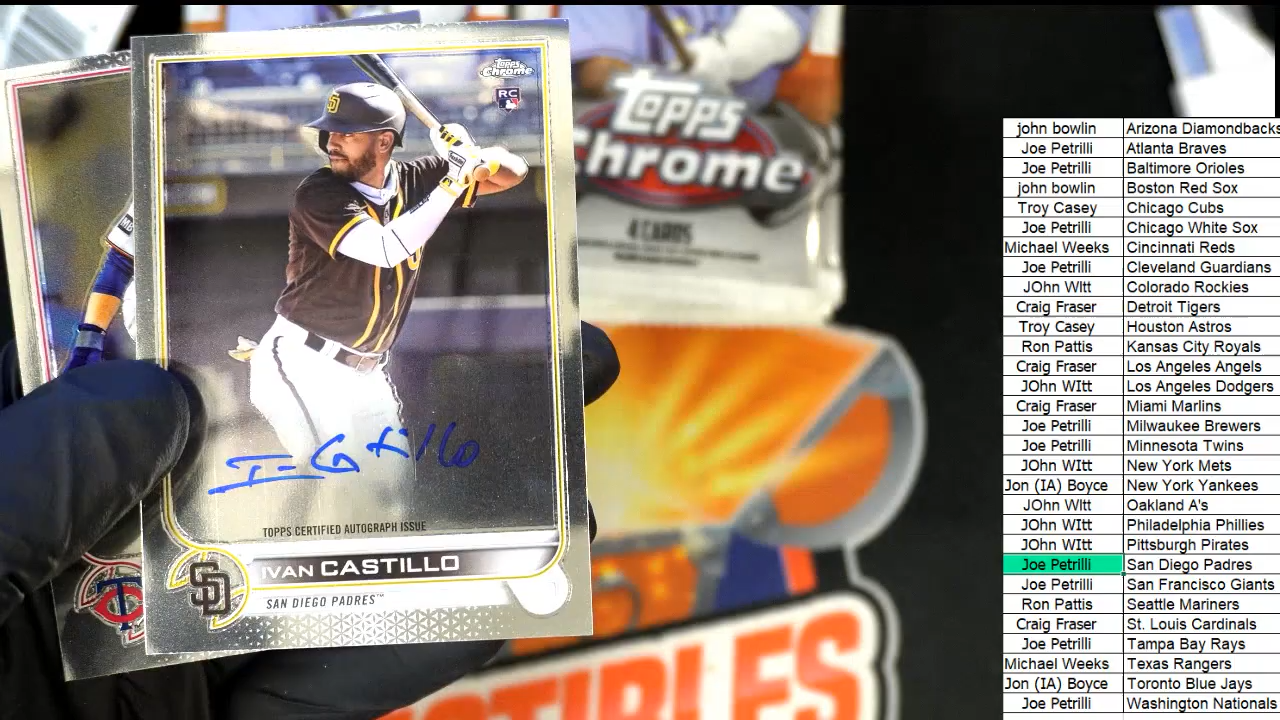 Topps
Chrome
RC
SD
TOPPS CERTIFIED AUTOGRAPH ISSUE
IVAN CASTILLO
SAN DIEGO PADRES™
SD
Topps
Chrome
4 CARDS
john bowlin Arizona Diamondbacks
Joe Petrilli Atlanta Braves
Joe Petrilli Baltimore Orioles
john bowlin Boston Red Sox
Troy Casey Chicago Cubs
Joe Petrilli Chicago White Sox
Michael Weeks Cincinnati Reds
Joe Petrilli Cleveland Guardians
JOhn WItt Colorado Rockies
Craig Fraser Detroit Tigers
Troy Casey Houston Astros
Ron Pattis Kansas City Royals
Craig Fraser Los Angeles Angels
JOhn WItt Los Angeles Dodgers
Craig Fraser Miami Marlins
Joe Petrilli Milwaukee Brewers
Joe Petrilli Minnesota Twins
JOhn WItt New York Mets
Jon (IA) Boyce New York Yankees
JOhn WItt Oakland A's
JOhn WItt Philadelphia Phillies
JOhn WItt Pittsburgh Pirates
Joe Petrilli San Diego Padres
Joe Petrilli San Francisco Giants
Ron Pattis Seattle Mariners
Craig Fraser St. Louis Cardinals
Joe Petrilli Tampa Bay Rays
Michael Weeks Texas Rangers
Jon (IA) Boyce Toronto Blue Jays
Joe Petrilli Washington Nationals